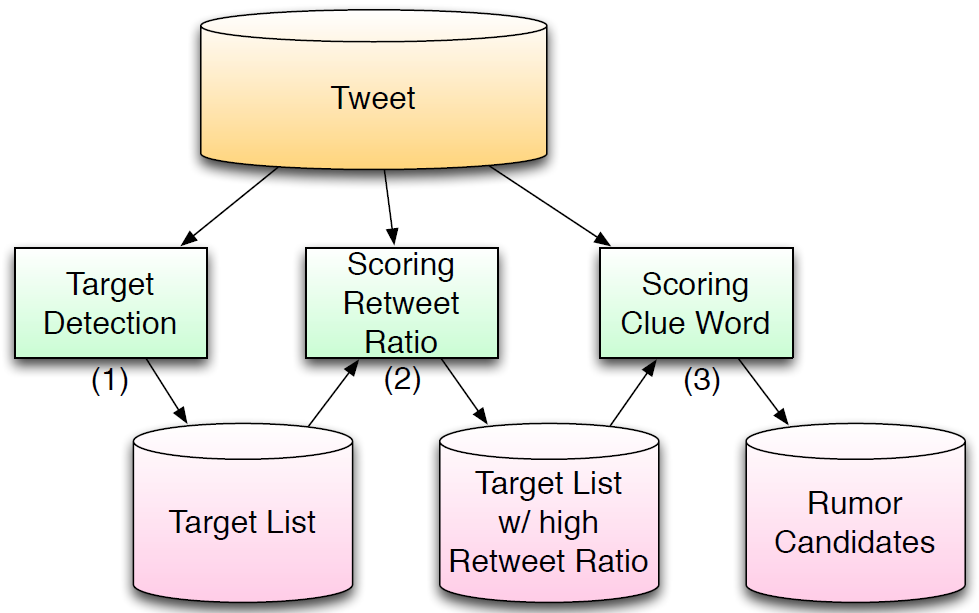 Tweet
Target
Detection
(1)
Scoring
Retweet
Ratio
(2)
Scoring
Clue Word
(3)
Target List
Target List
w/ high
Retweet Ratio
Rumor
Candidates